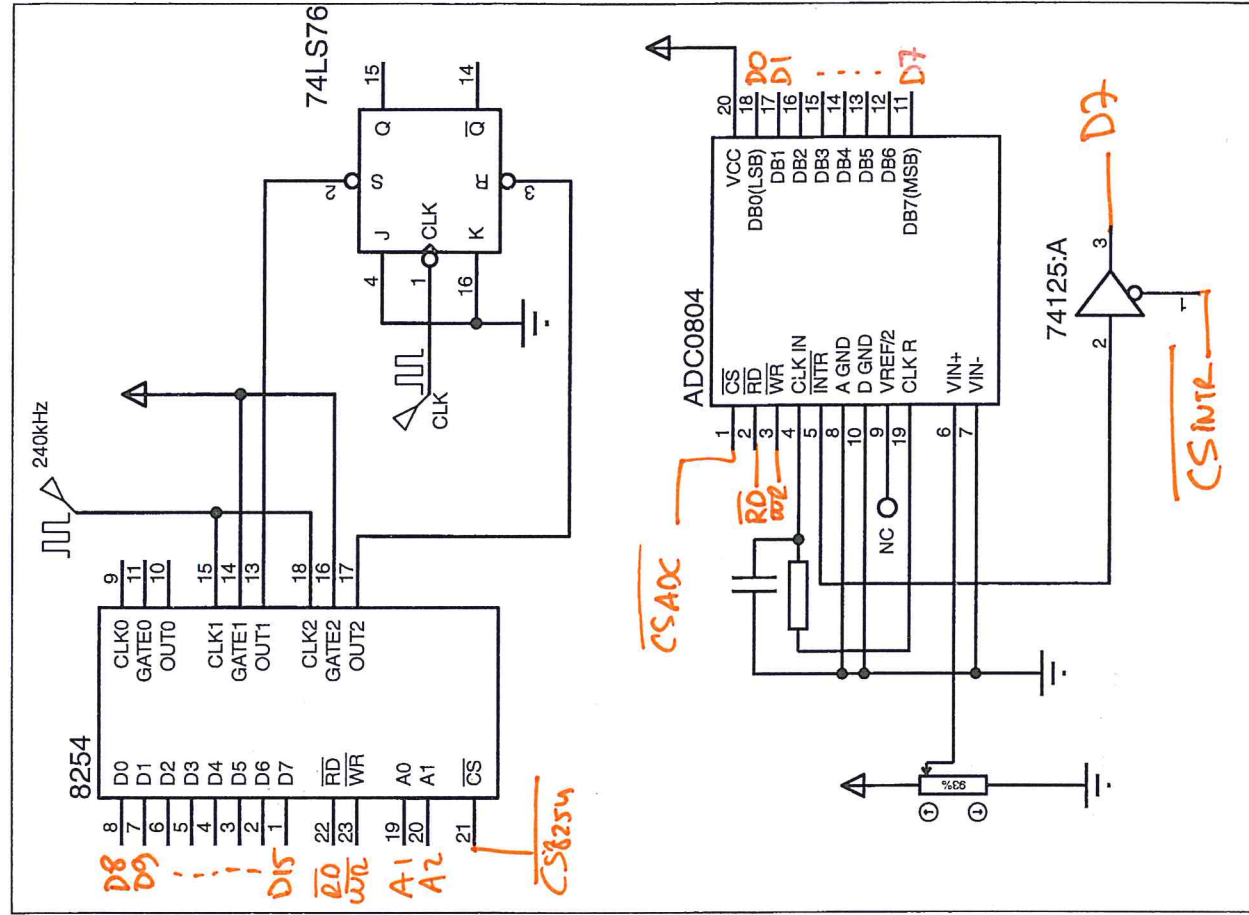 8254
8 D0 CLK0 9
7 D1 GATE0 11
6 D2 OUT0 10
5 D3
4 D4 CLK1 15
3 D5 GATE1 14
2 D6 OUT1 13
1 D7
22 RD CLK2 18
23 WR GATE2 16
OUT2 17
19 A0
20 A1
21 CS
D8
D9
D15
RD
WR
A1
A2
CS8254
240kHz
74LS76
4 J
2 S
Q 15
1 CLK
CLK
16 K
3 R
Q 14
ADC0804
1 CS VCC 20
2 RD DB0(LSB) 18
3 WR DB1 17
4 CLK IN DB2 16
5 INTR DB3 15
8 A GND DB4 14
10 D GND DB5 13
9 VREF/2 DB6 12
19 CLK R DB7(MSB) 11
6 VIN+
7 VIN-
CSADC
RD
WR
NC
D0
D1
D7
93%
74125:A
2
3
1
D7
CSINTR